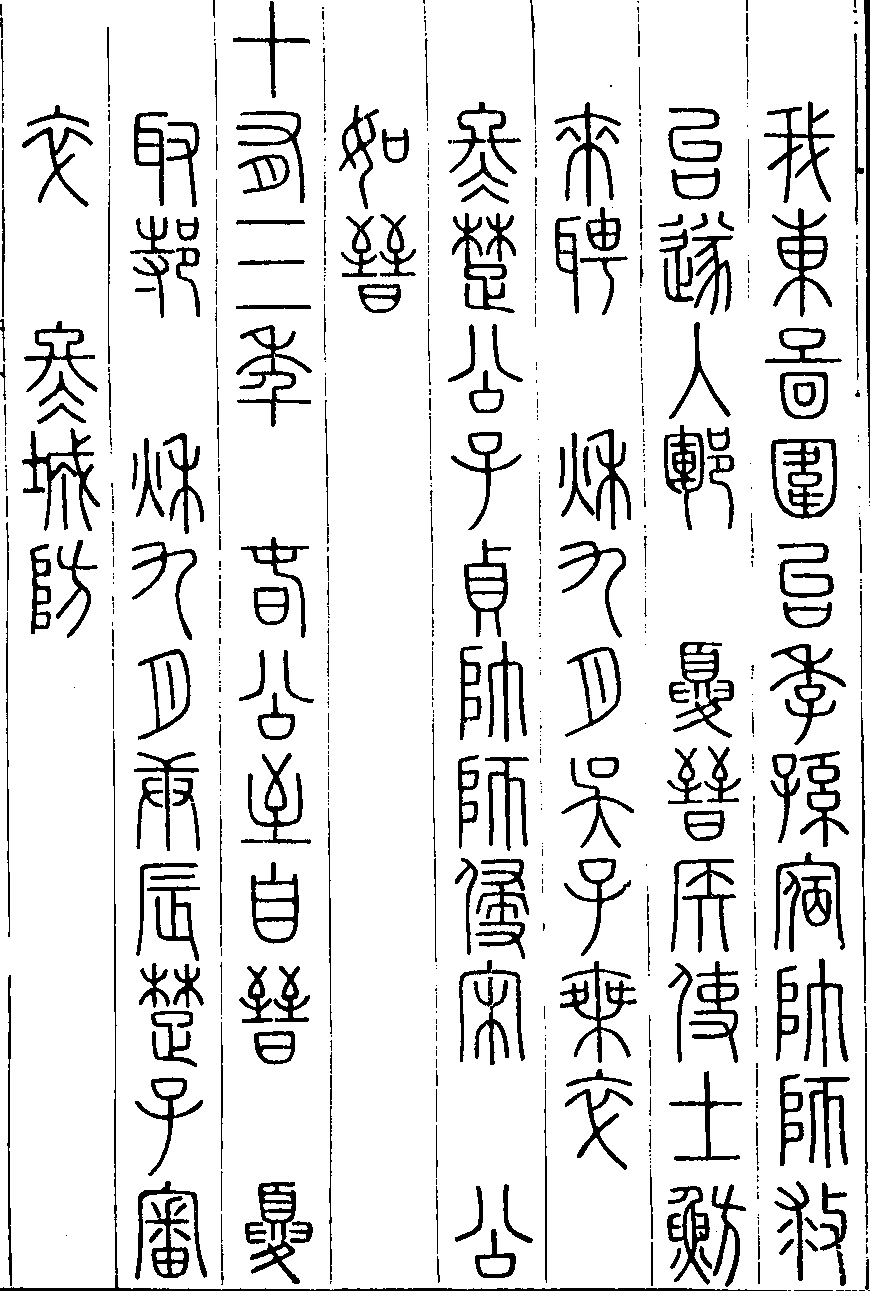 我東啚圍台季孫宿帥師救
台遂入鄆　夏晉侯使士魴
來聘　秋九月吳子乘卒
冬楚公子貞帥師侵宋　公
如晉
十有三年　春公至自晉　夏
取邿　秋九月庚辰楚子審
卒　冬城防